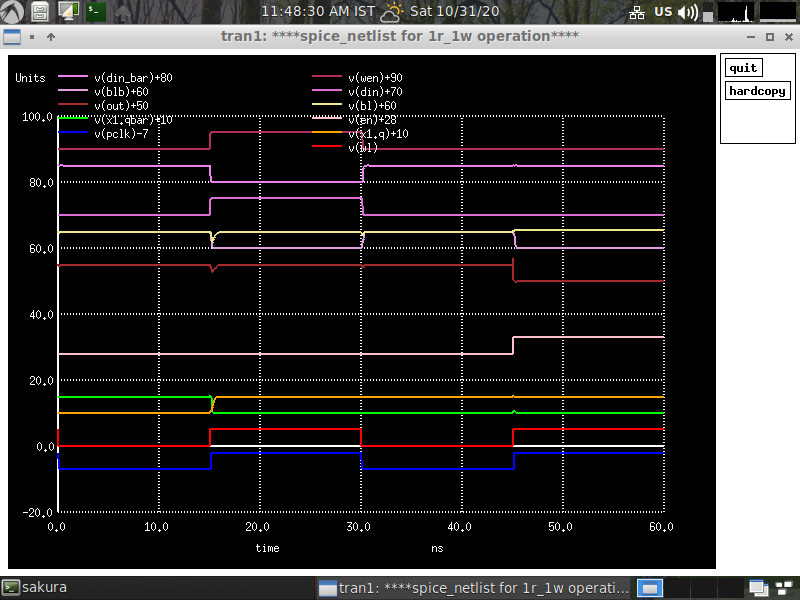 11:48:30 AM IST Sat 10/31/20 US
tran1: ****spice_netlist for 1r_1w operation****
Units
v(din_bar)+80 v(wen)+90
v(blb)+60 v(din)+70
v(out)+50 v(bl)+60
v(x1.qbar)+10 v(en)+28
v(pclk)-7 v(x1.q)+10
v(wl)
quit
hardcopy
100.0
80.0
60.0
40.0
20.0
0.0
-20.0
0.0 10.0 20.0 30.0 40.0 50.0 60.0
time ns
sakura tran1: ****spice_netlist for 1r_1w operati...